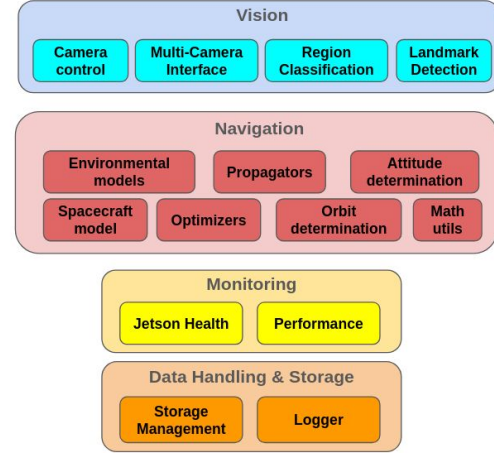 Vision
Camera
control
Multi-Camera
Interface
Region
Classification
Landmark
Detection
Navigation
Environmental
models
Propagators
Attitude
determination
Spacecraft
model
Optimizers
Orbit
determination
Math
utils
Monitoring
Jetson Health
Performance
Data Handling & Storage
Storage
Management
Logger